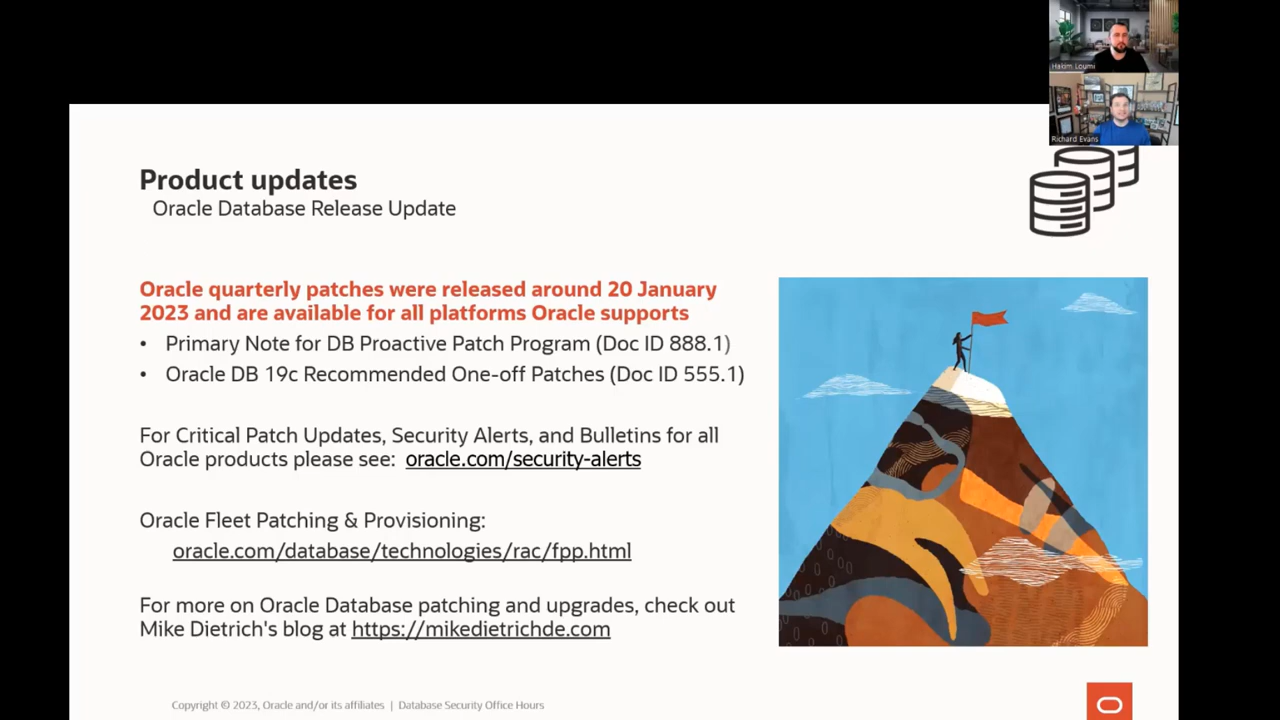 Hakim Loumi
Richard Evans
Product updates
Oracle Database Release Update
Oracle quarterly patches were released around 20 January
2023 and are available for all platforms Oracle supports
• Primary Note for DB Proactive Patch Program (Doc ID 888.1)
• Oracle DB 19c Recommended One-off Patches (Doc ID 555.1)
For Critical Patch Updates, Security Alerts, and Bulletins for all
Oracle products please see: oracle.com/security-alerts
Oracle Fleet Patching & Provisioning:
oracle.com/database/technologies/rac/fpp.html
For more on Oracle Database patching and upgrades, check out
Mike Dietrich's blog at https://mikedietrichde.com
Copyright © 2023, Oracle and/or its affiliates | Database Security Office Hours